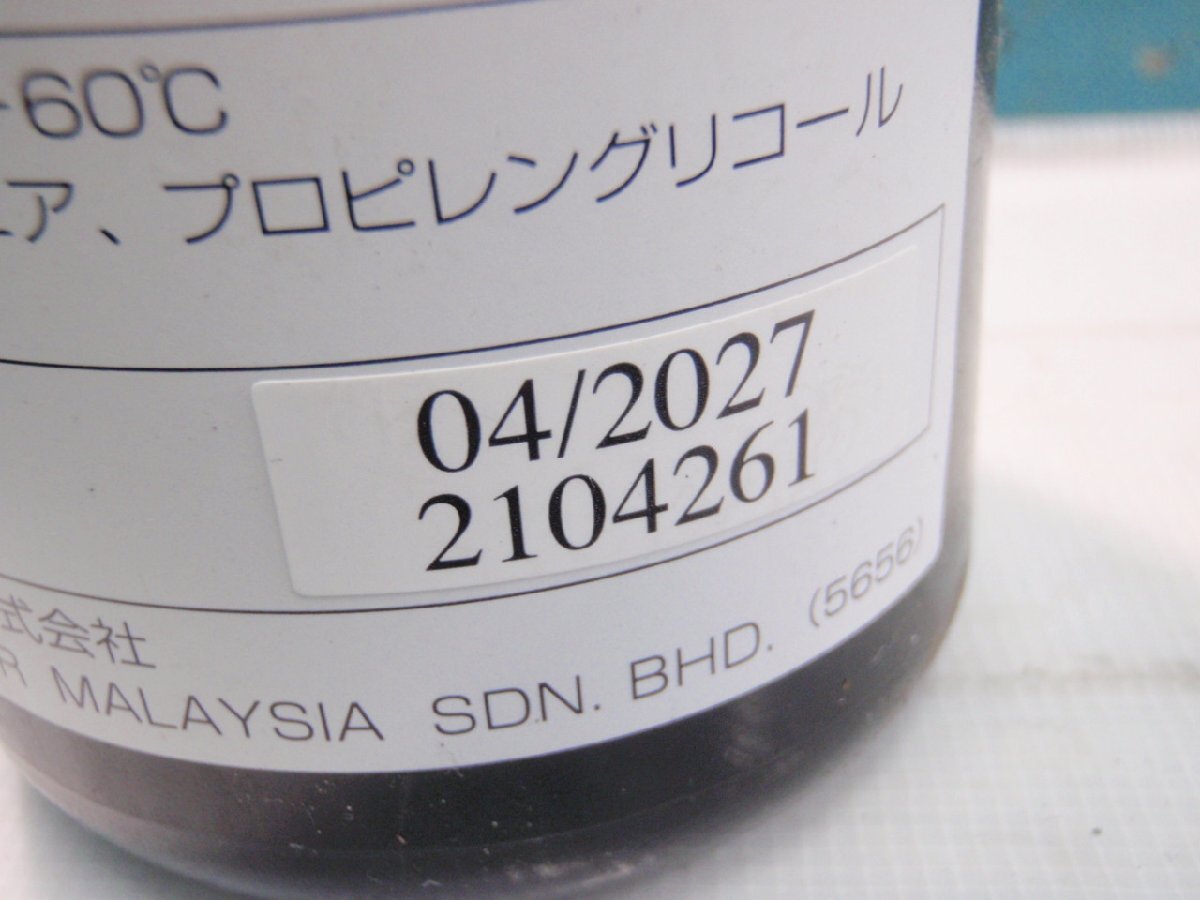 -60℃
ア、プロピレングリコール
04/2027
2104261
式会社
R MALAYSIA SDN. BHD. (5656)